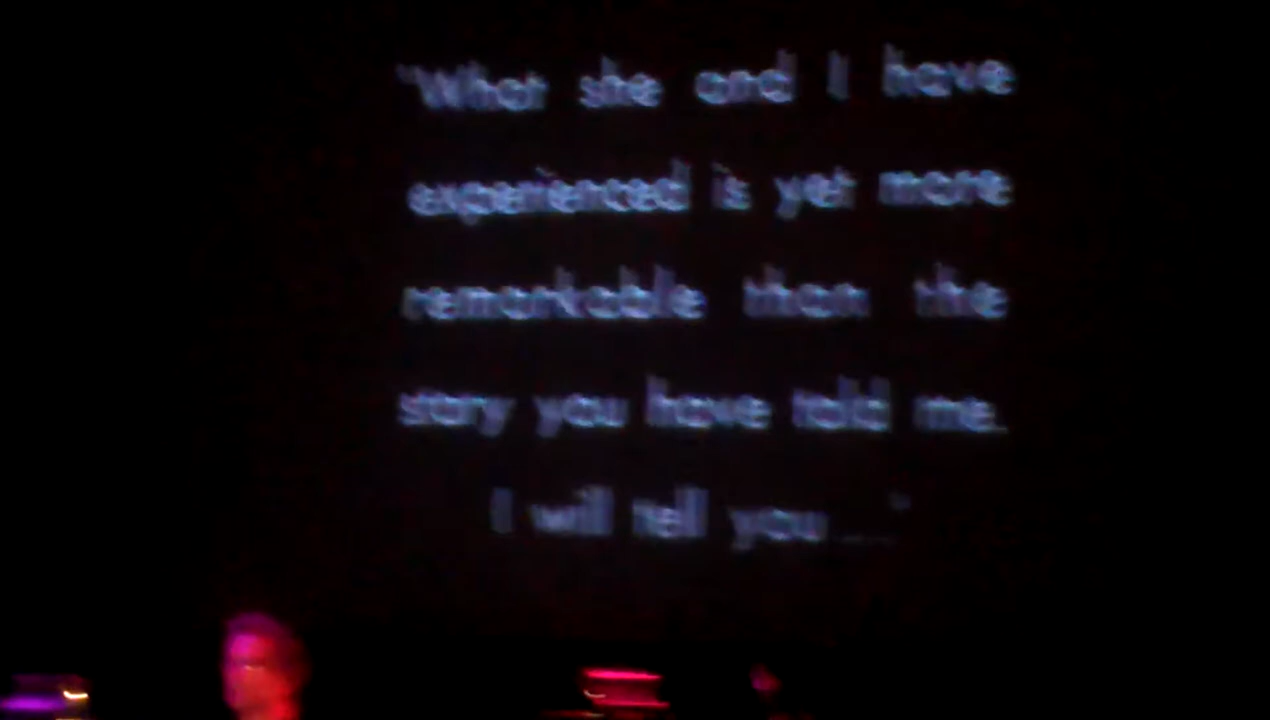 "What she and I have
experienced is yet more
remarkable than the
story you have told me.
I will tell you...."